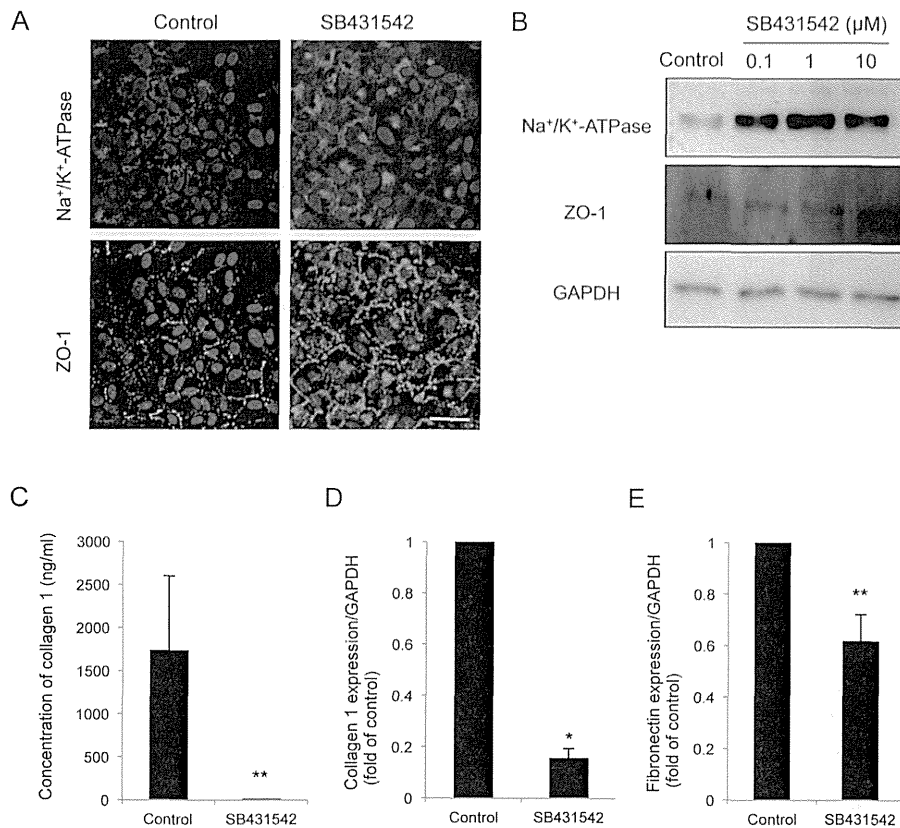 A
Control
SB431542
Na⁺/K⁺-ATPase
ZO-1
B
SB431542 (µM)
Control
0.1
1
10
Na⁺/K⁺-ATPase
ZO-1
GAPDH
C
Concentration of collagen 1 (ng/ml)
3000
2500
2000
1500
1000
500
0
**
Control
SB431542
D
Collagen 1 expression/GAPDH
(fold of control)
1
0.8
0.6
0.4
0.2
0
*
Control
SB431542
E
Fibronectin expression/GAPDH
(fold of control)
1
0.8
0.6
0.4
0.2
0
**
Control
SB431542